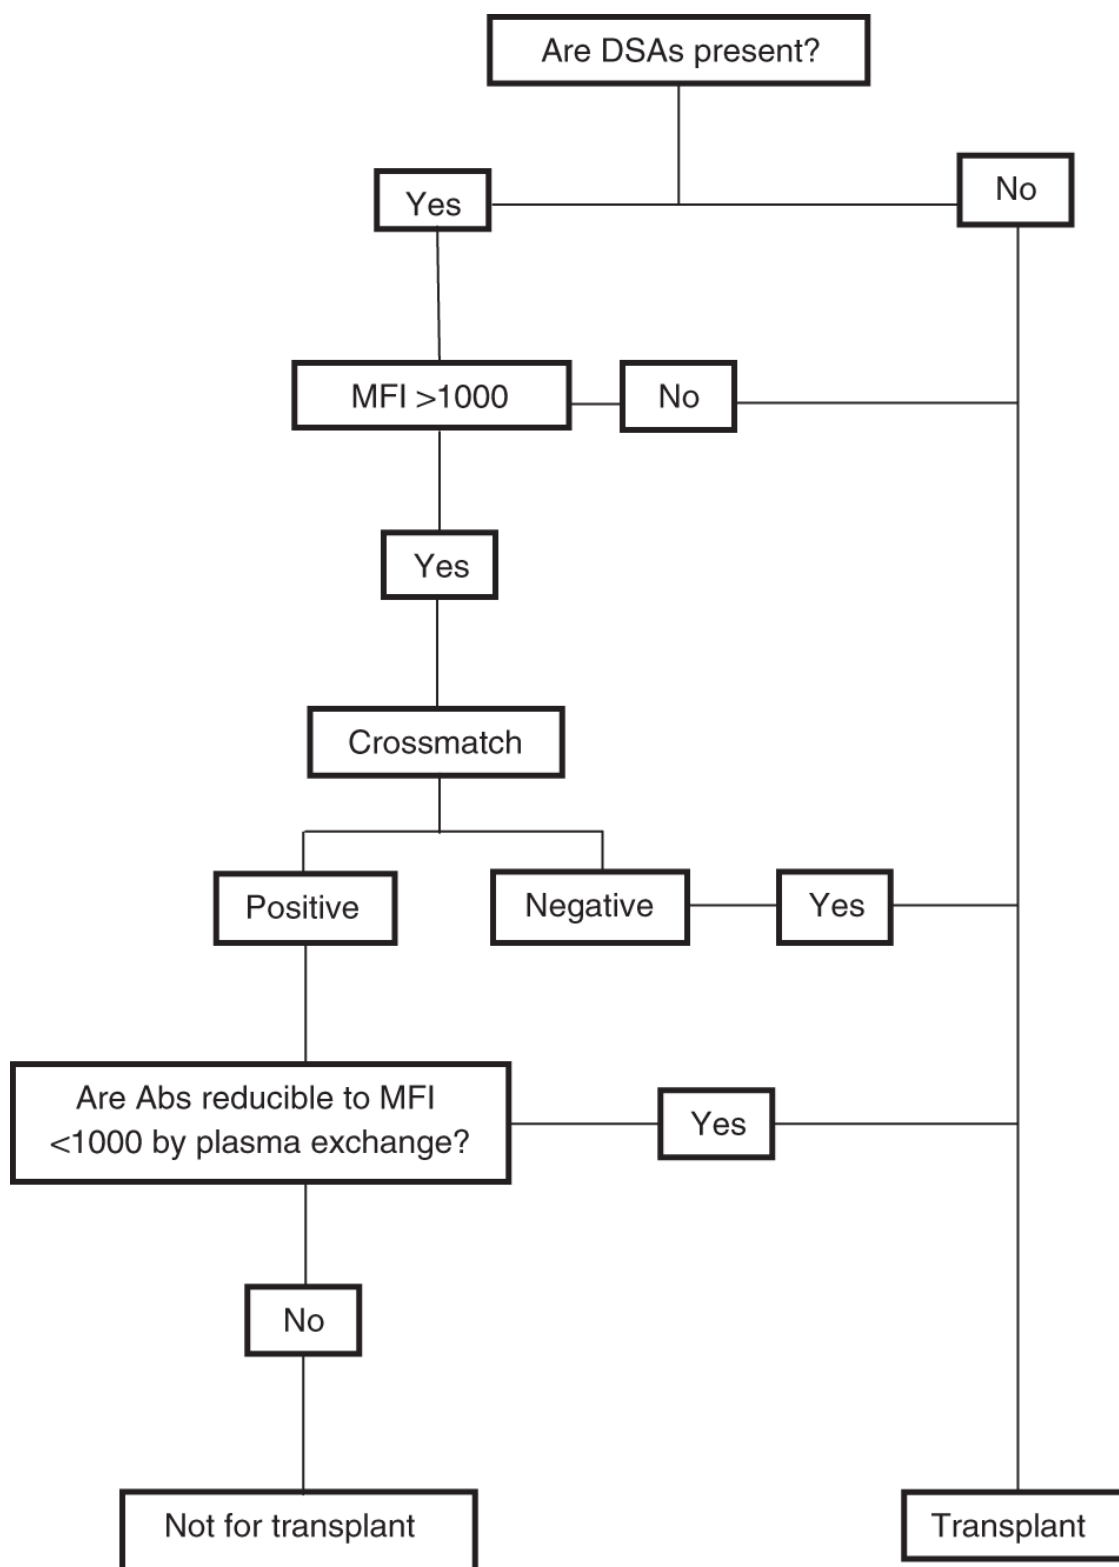 Are DSAs present?
Yes
No
MFI >1000
No
Yes
Crossmatch
Positive
Negative
Yes
Are Abs reducible to MFI
<1000 by plasma exchange?
Yes
No
Not for transplant
Transplant